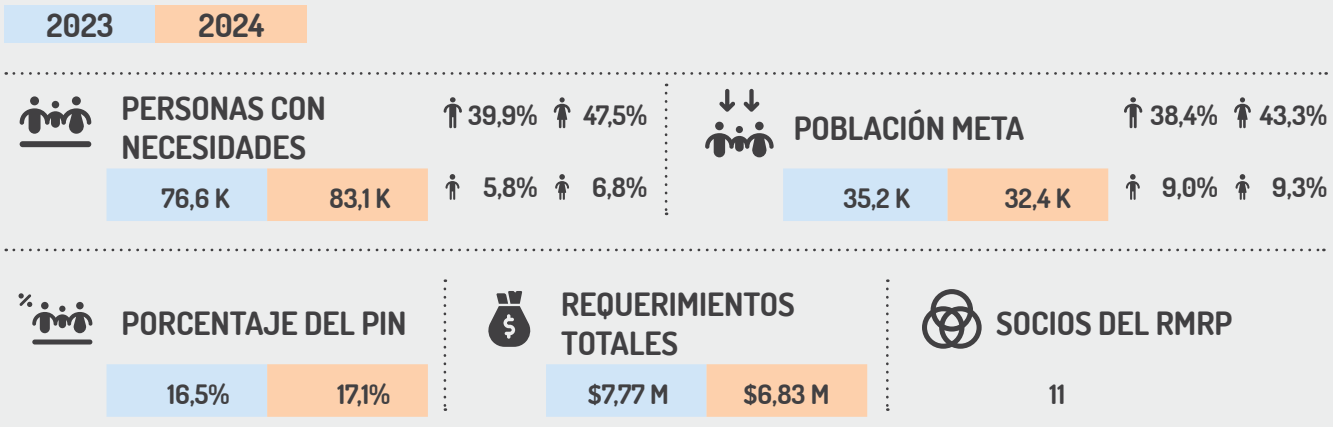 2023 2024
PERSONAS CON
NECESIDADES
39,9% 47,5%
76,6 K 83,1 K
5,8% 6,8%
POBLACIÓN META
38,4% 43,3%
35,2 K 32,4 K
9,0% 9,3%
%
PORCENTAJE DEL PIN
16,5% 17,1%
$
REQUERIMIENTOS
TOTALES
$7,77 M $6,83 M
SOCIOS DEL RMRP
11